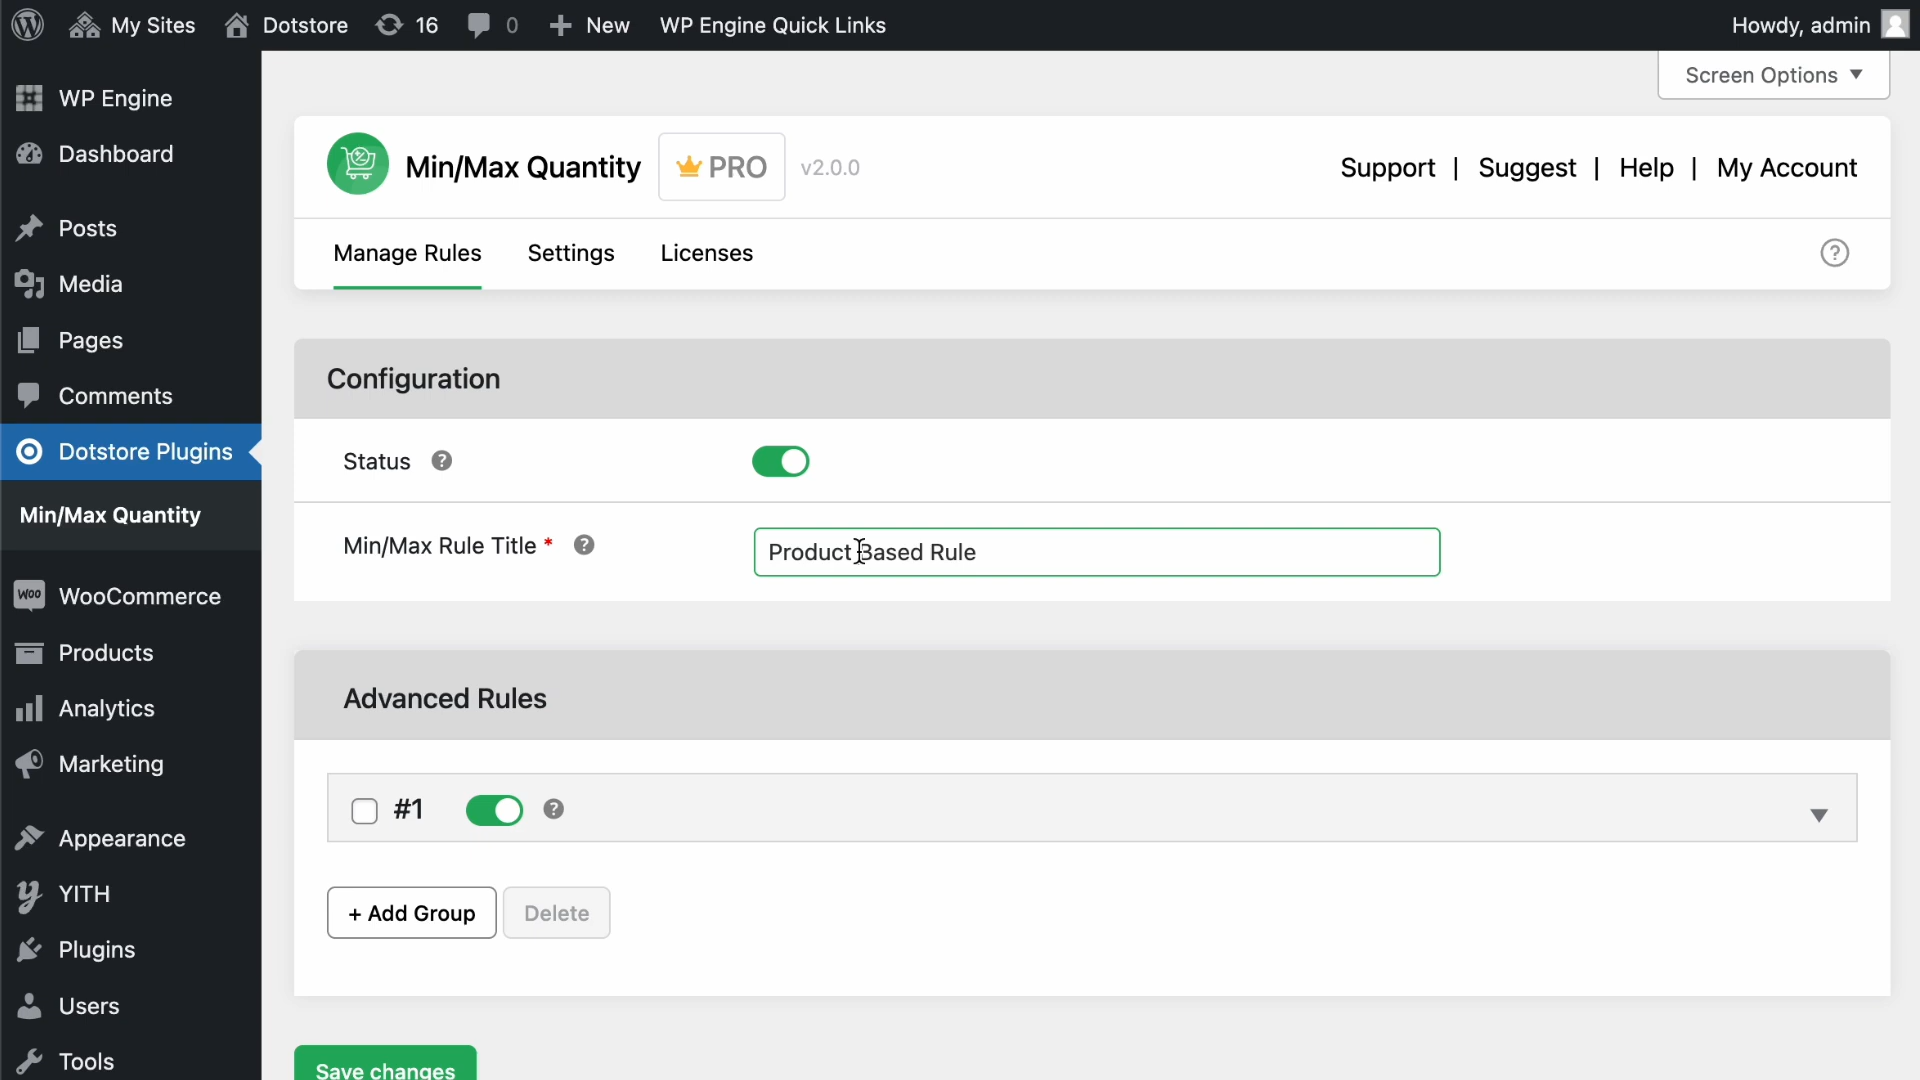 My Sites Dotstore 16 0 New WP Engine Quick Links Howdy, admin
Screen Options
WP Engine
Dashboard
Posts
Media
Pages
Comments
Dotstore Plugins
Min/Max Quantity
WOO WooCommerce
Products
Analytics
Marketing
Appearance
YITH
Plugins
Users
Tools
Min/Max Quantity PRO v2.0.0
Support | Suggest | Help | My Account
Manage Rules Settings Licenses ?
Configuration
Status ?
Min/Max Rule Title * ? Product Based Rule
Advanced Rules
#1 ?
+ Add Group Delete
Save changes